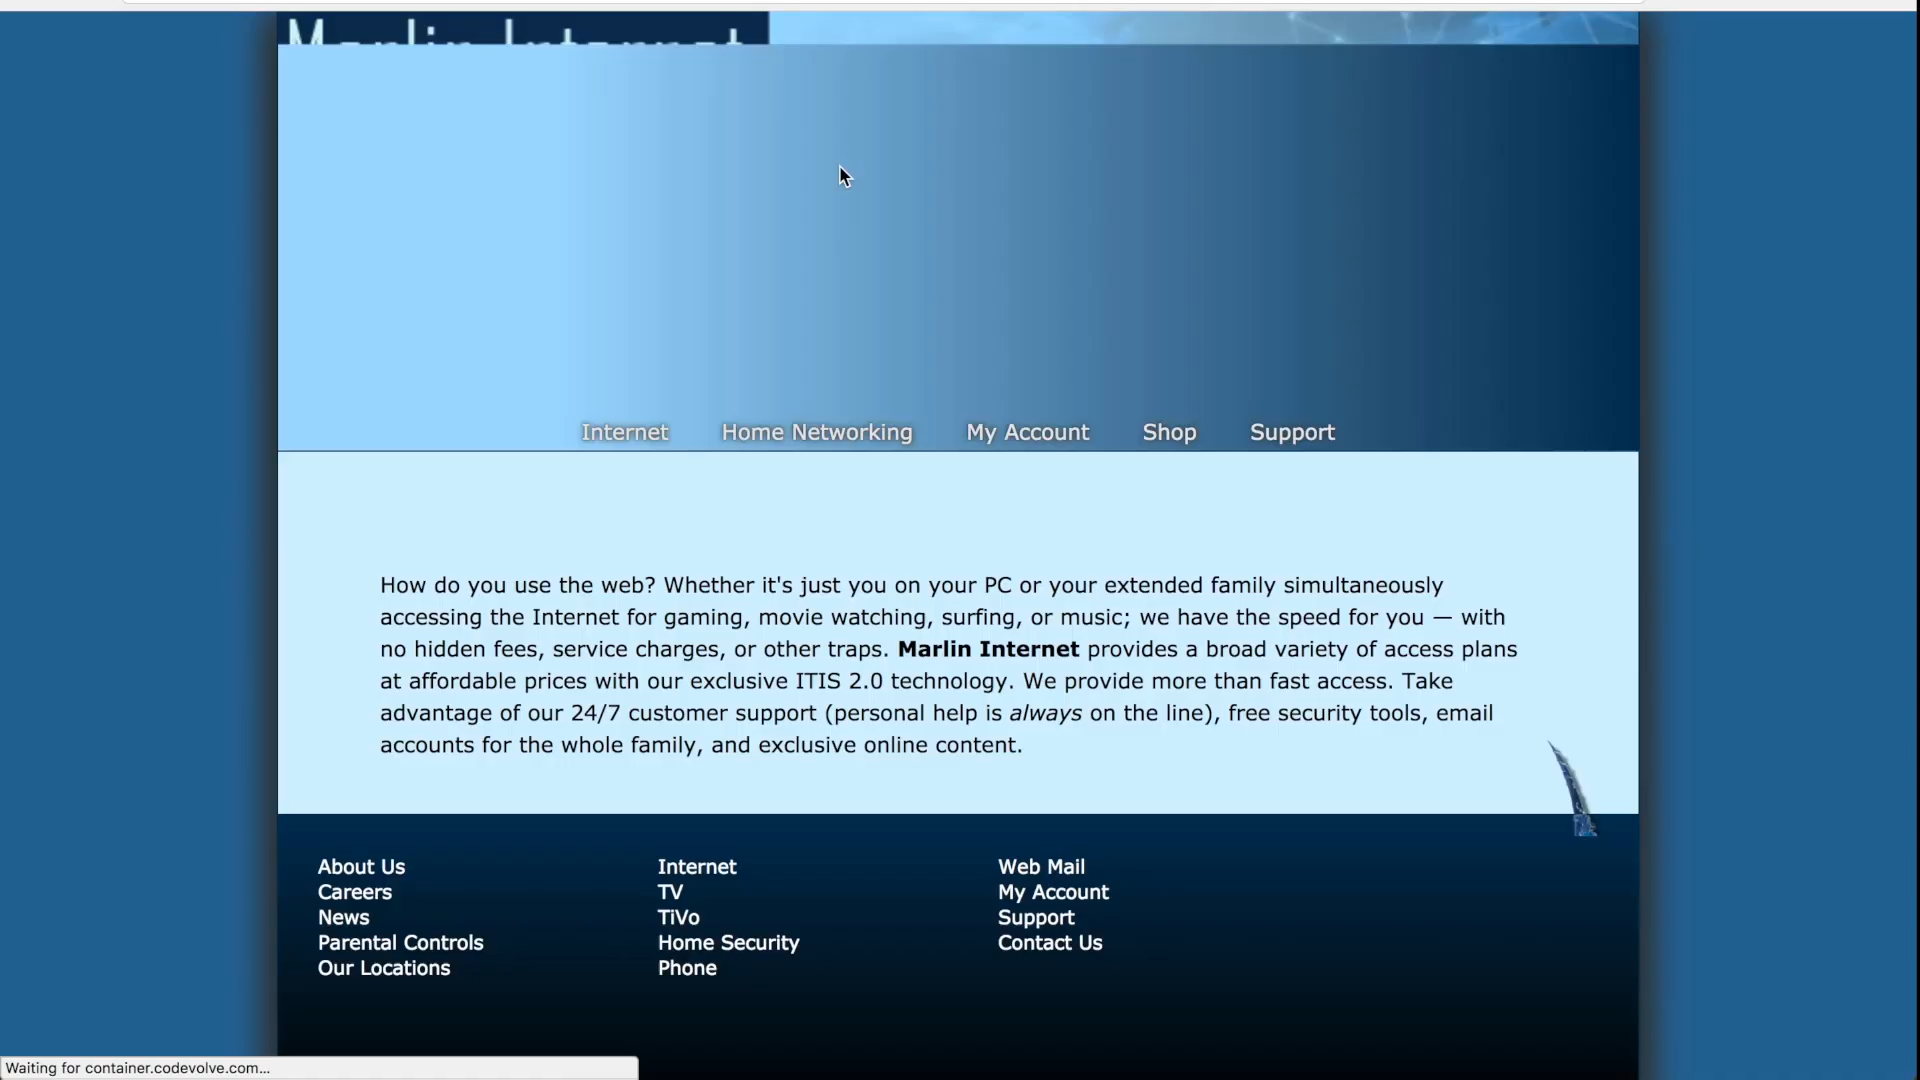 Marlin Internet
Internet Home Networking My Account Shop Support
How do you use the web? Whether it's just you on your PC or your extended family simultaneously
accessing the Internet for gaming, movie watching, surfing, or music; we have the speed for you — with
no hidden fees, service charges, or other traps. Marlin Internet provides a broad variety of access plans
at affordable prices with our exclusive ITIS 2.0 technology. We provide more than fast access. Take
advantage of our 24/7 customer support (personal help is always on the line), free security tools, email
accounts for the whole family, and exclusive online content.
About Us
Careers
News
Parental Controls
Our Locations
Internet
TV
TiVo
Home Security
Phone
Web Mail
My Account
Support
Contact Us
Waiting for container.codevolve.com...